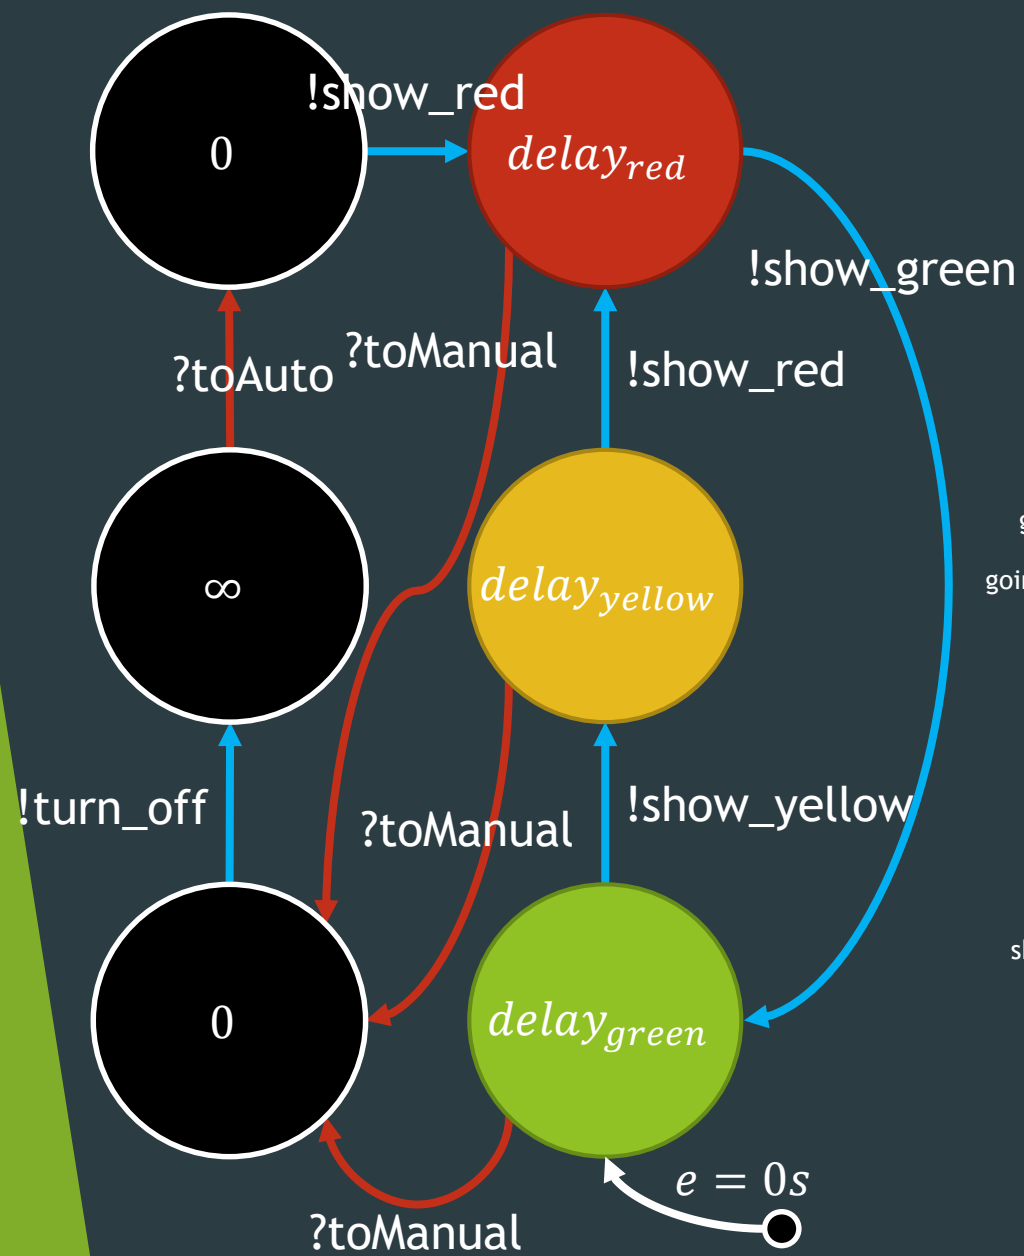 !show_red
0
delay_red
!show_green
?toManual
?toAuto
!show_red
∞
delay_yellow
!turn_off
!show_yellow
?toManual
0
delay_green
e = 0s
?toManual